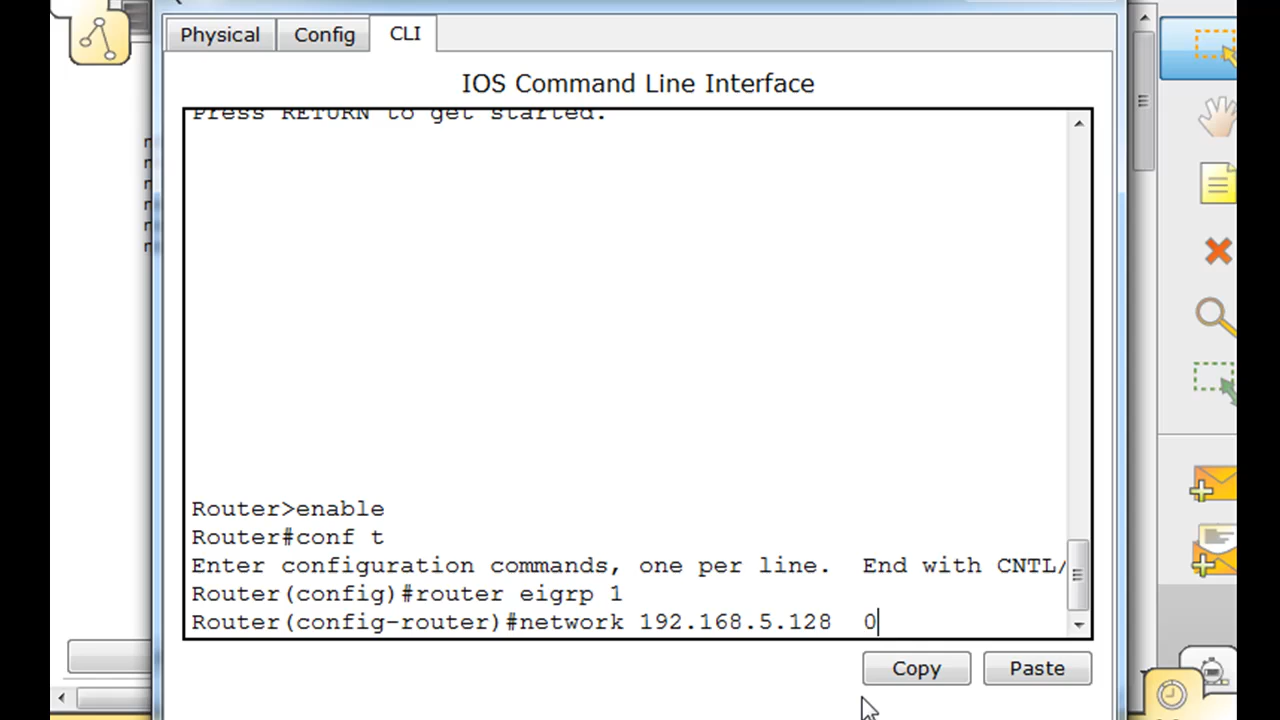 Physical
Config
CLI
IOS Command Line Interface
Press RETURN to get started.
Router>enable
Router#conf t
Enter configuration commands, one per line.  End with CNTL/
Router(config)#router eigrp 1
Router(config-router)#network 192.168.5.128  0
Copy
Paste